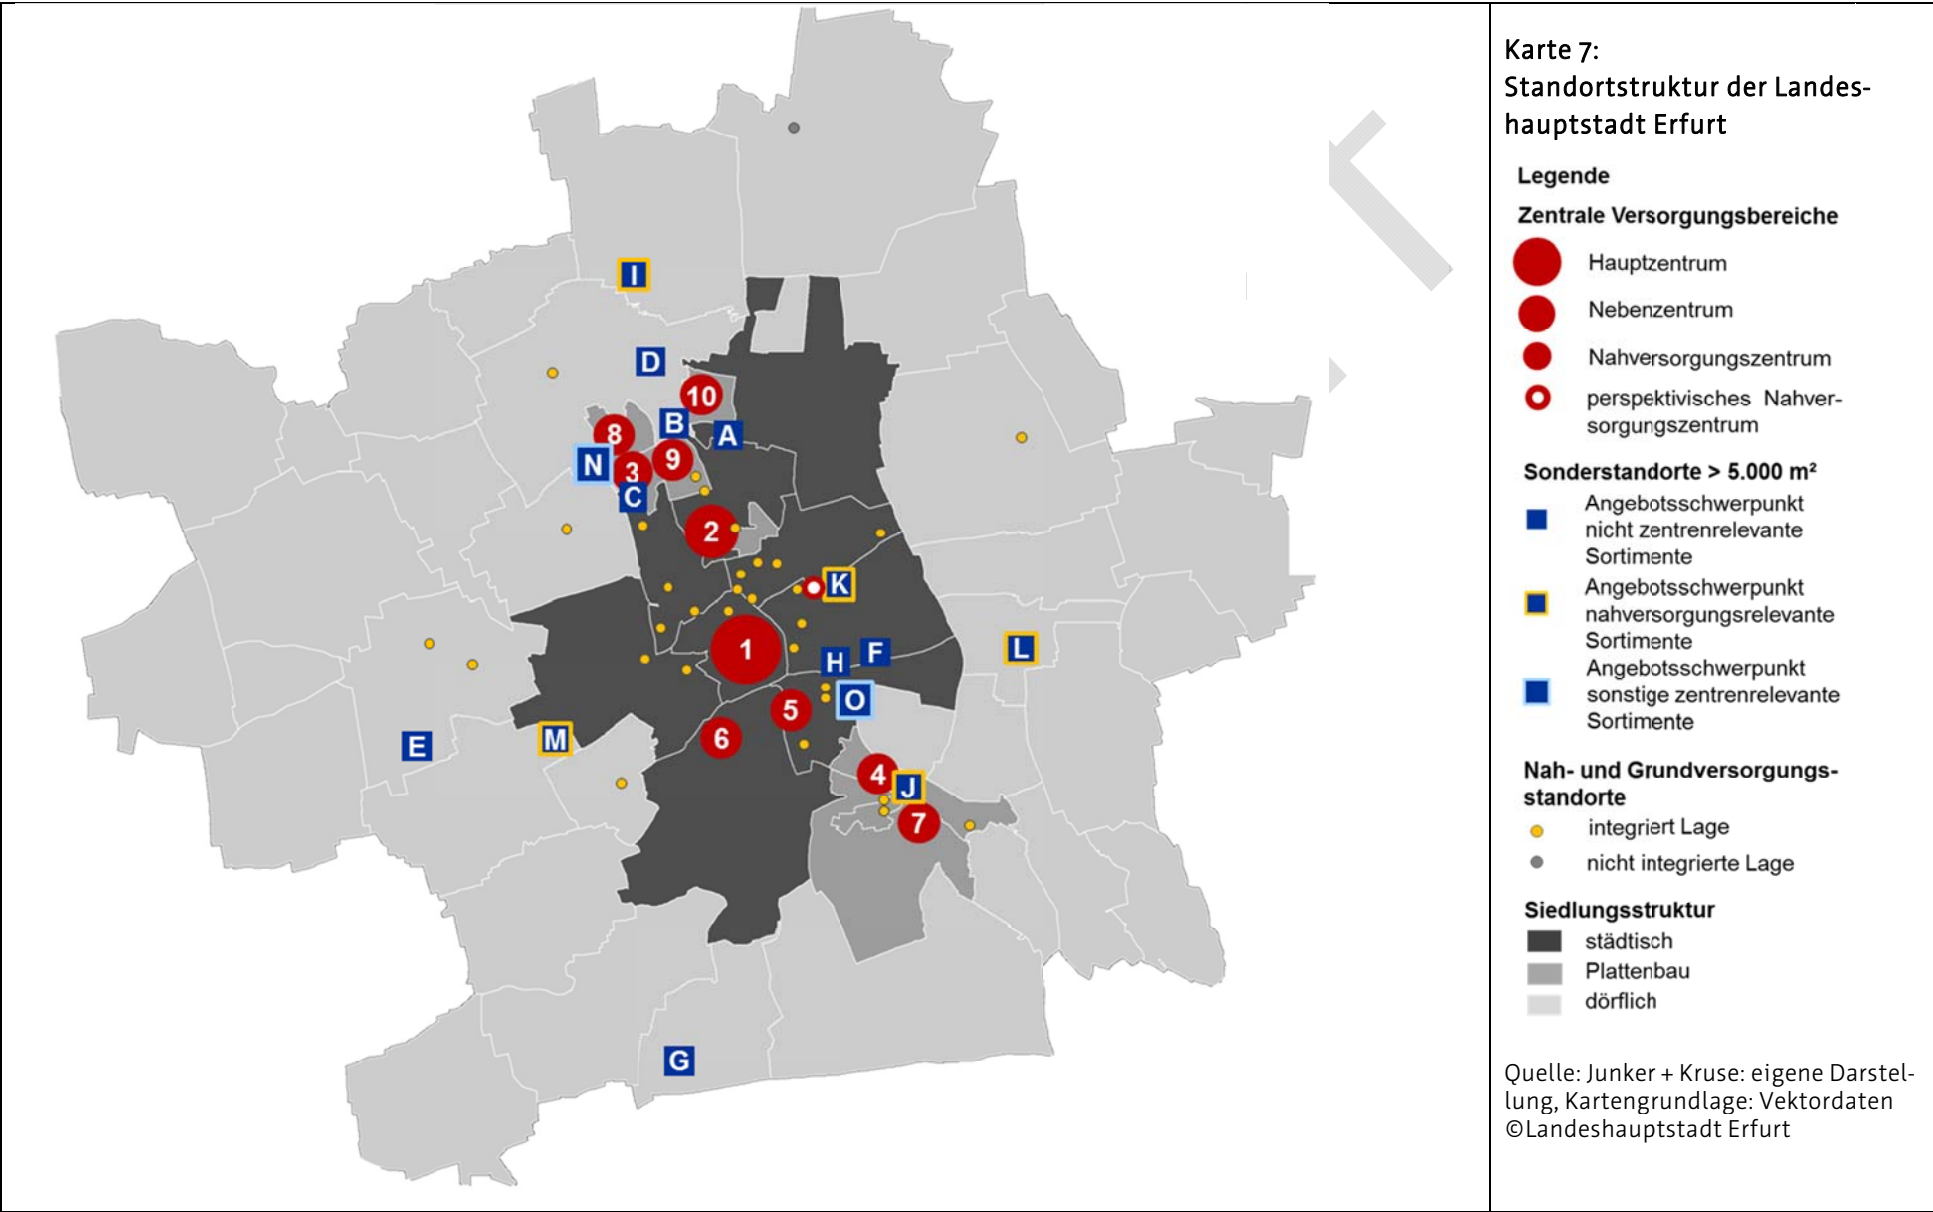 Karte 7:
Standortstruktur der Landes-
hauptstadt Erfurt
Legende
Zentrale Versorgungsbereiche
Hauptzentrum
Nebenzentrum
Nahversorgungszentrum
perspektivisches Nahver-
sorgungszentrum
Sonderstandorte > 5.000 m²
Angebotsschwerpunkt
nicht zentrenrelevante
Sortimente
Angebotsschwerpunkt
nahversorgungsrelevante
Sortimente
Angebotsschwerpunkt
sonstige zentrenrelevante
Sortimente
Nah- und Grundversorgungs-
standorte
integriert Lage
nicht integrierte Lage
Siedlungsstruktur
städtisch
Plattenbau
dörflich
Quelle: Junker + Kruse: eigene Darstel-
lung, Kartengrundlage: Vektordaten
©Landeshauptstadt Erfurt
I
D
10
B
A
8
9
N
3
C
2
K
1
H
F
L
O
5
6
M
E
4
J
7
G